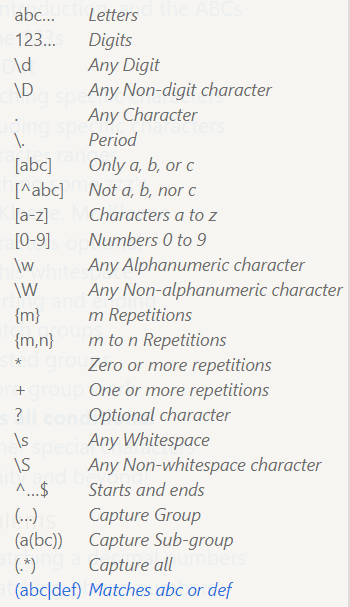 abc… Letters
123… Digits
\d Any Digit
\D Any Non-digit character
. Any Character
\. Period
[abc] Only a, b, or c
[^abc] Not a, b, nor c
[a-z] Characters a to z
[0-9] Numbers 0 to 9
\w Any Alphanumeric character
\W Any Non-alphanumeric character
{m} m Repetitions
{m,n} m to n Repetitions
* Zero or more repetitions
+ One or more repetitions
? Optional character
\s Any Whitespace
\S Any Non-whitespace character
^…$ Starts and ends
(…) Capture Group
(a(bc)) Capture Sub-group
(.*) Capture all
(abc|def) Matches abc or def